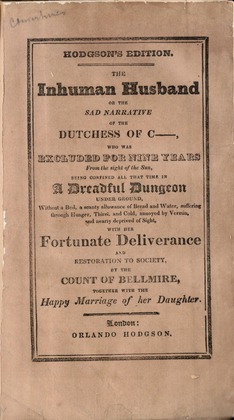 HODGSON'S EDITION.
THE
Inhuman Husband
OR THE
SAD NARRATIVE
OF THE
DUTCHESS OF C——,
WHO WAS
EXCLUDED FOR NINE YEARS
From the sight of the Sun,
BEING CONFINED ALL THAT TIME IN
A Dreadful Dungeon
UNDER GROUND,
Without a Bed, a scanty allowance of Bread and Water, suffering
through Hunger, Thirst, and Cold, annoyed by Vermin,
and nearly deprived of Sight,
WITH HER
Fortunate Deliverance
AND
RESTORATION TO SOCIETY,
BY THE
COUNT OF BELLMIRE,
TOGETHER WITH THE
Happy Marriage of her Daughter.
London:
ORLANDO HODGSON.